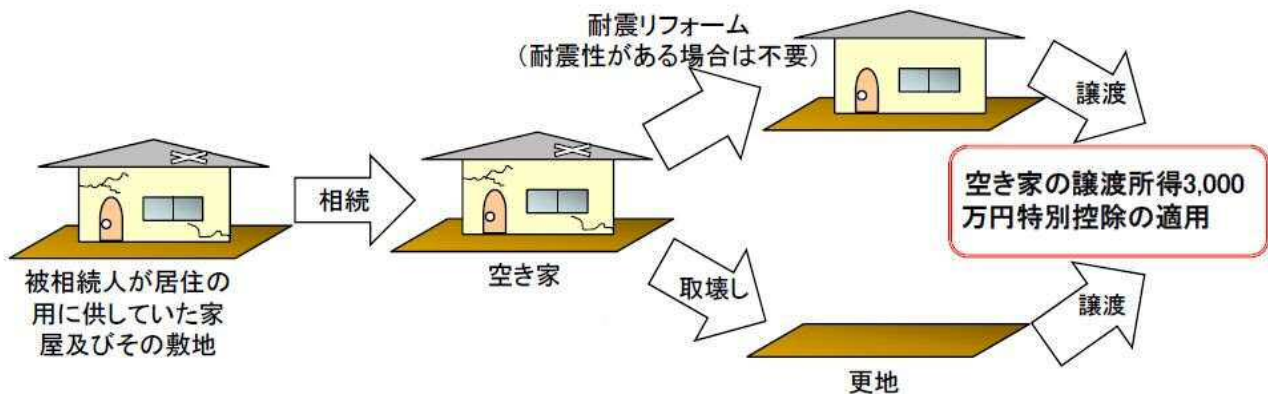 耐震リフォーム
（耐震性がある場合は不要）
譲渡
相続
空き家の譲渡所得3,000
万円特別控除の適用
被相続人が居住の
用に供していた家
屋及びその敷地
空き家
取壊し
譲渡
更地